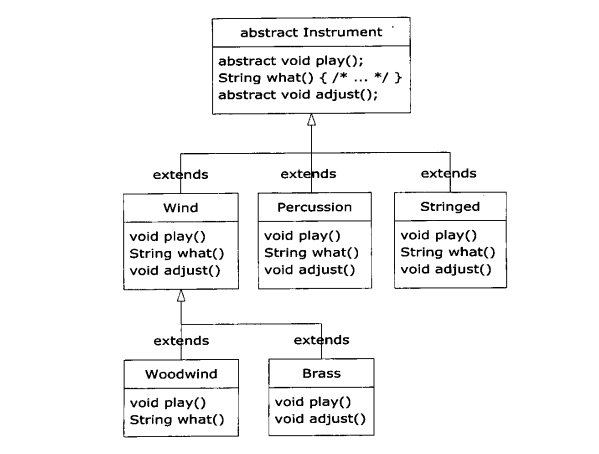 abstract Instrument
abstract void play();
String what() { /* ... */ }
abstract void adjust();
extends
extends
extends
Wind
void play()
String what()
void adjust()
Percussion
void play()
String what()
void adjust()
Stringed
void play()
String what()
void adjust()
extends
extends
Woodwind
void play()
String what()
Brass
void play()
void adjust()